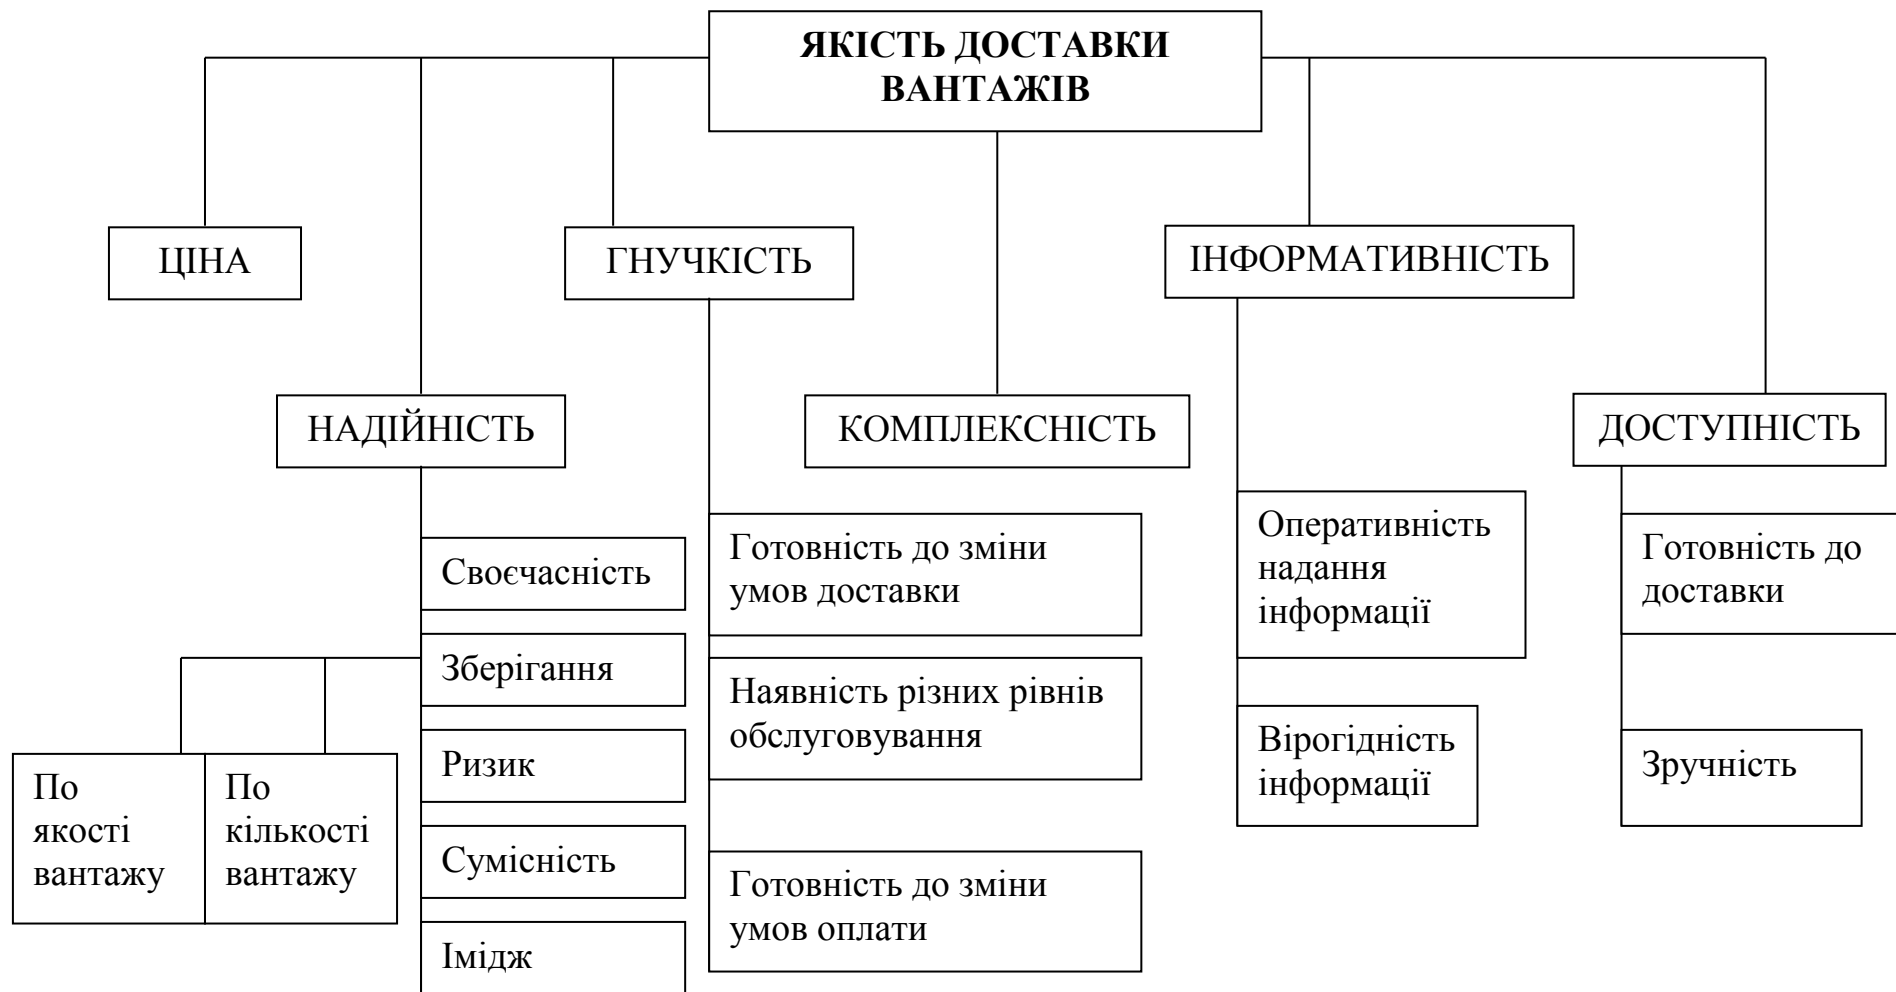 ЯКІСТЬ ДОСТАВКИ
ВАНТАЖІВ
ЦІНА
ГНУЧКІСТЬ
ІНФОРМАТИВНІСТЬ
НАДІЙНІСТЬ
КОМПЛЕКСНІСТЬ
ДОСТУПНІСТЬ
Своєчасність
Зберігання
Ризик
Сумісність
Імідж
По
якості
вантажу
По
кількості
вантажу
Готовність до зміни
умов доставки
Наявність різних рівнів
обслуговування
Готовність до зміни
умов оплати
Оперативність
надання
інформації
Вірогідність
інформації
Готовність до
доставки
Зручність